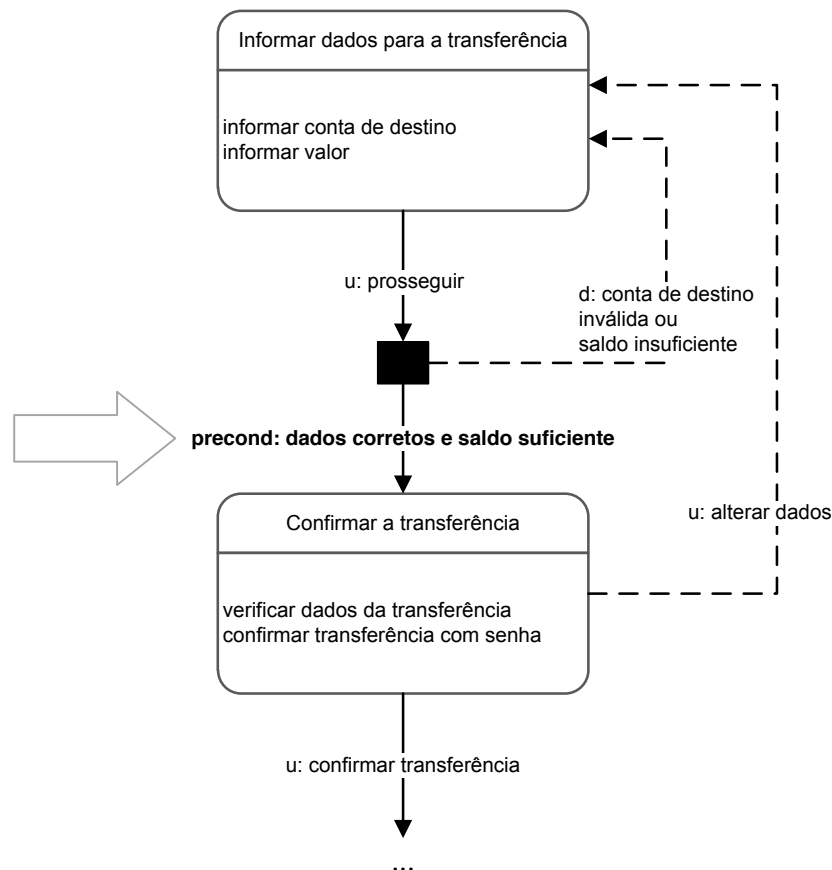 Informar dados para a transferência
informar conta de destino
informar valor
u: prosseguir
d: conta de destino
inválida ou
saldo insuficiente
precond: dados corretos e saldo suficiente
Confirmar a transferência
u: alterar dados
verificar dados da transferência
confirmar transferência com senha
u: confirmar transferência
...